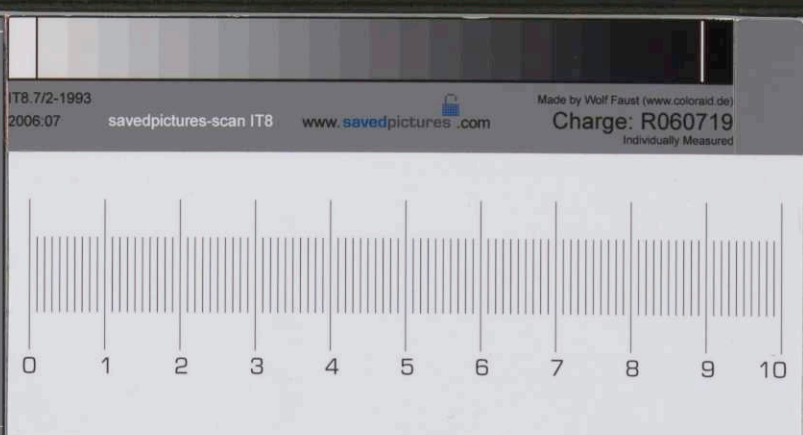 IT8.7/2-1993
2006:07
savedpictures-scan IT8
www.savedpictures.com
Made by Wolf Faust (www.coloraid.de)
Charge: R060719
Individually Measured
0 1 2 3 4 5 6 7 8 9 10